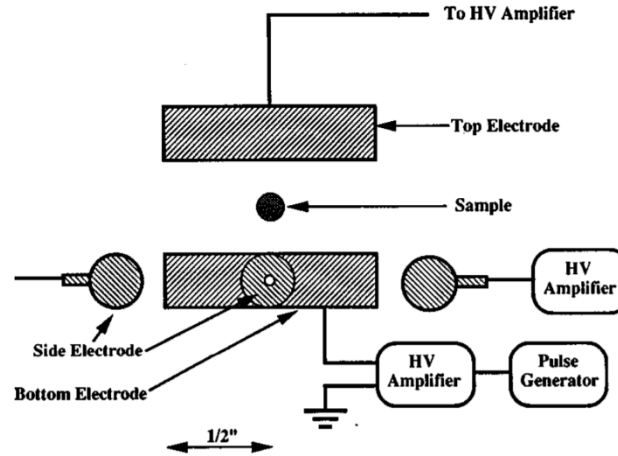 To HV Amplifier
Top Electrode
Sample
HV
Amplifier
Side Electrode
Bottom Electrode
HV
Amplifier
Pulse
Generator
1/2"